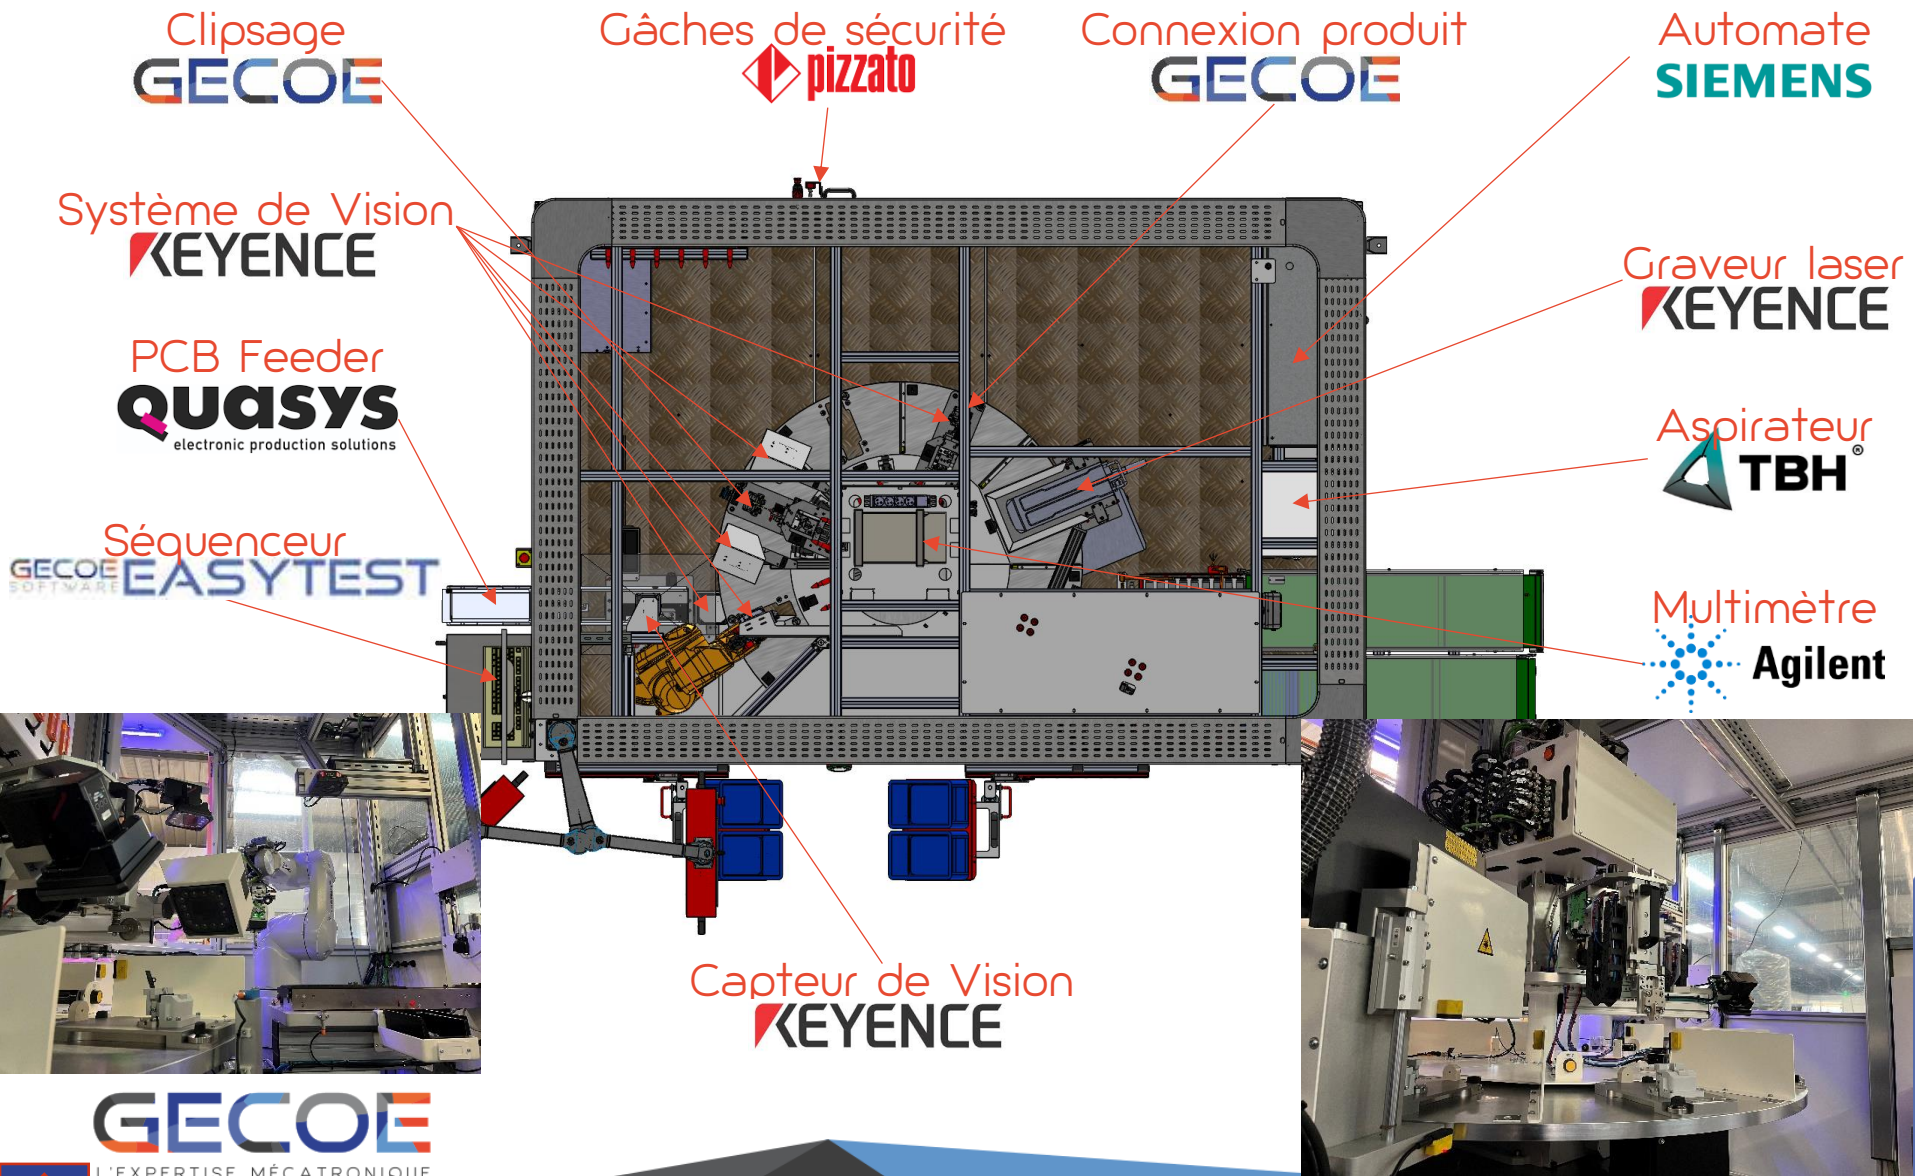 Clipsage
GECOE
Gâches de sécurité
pizzato
Connexion produit
GECOE
Automate
SIEMENS
Système de Vision
KEYENCE
Graveur laser
KEYENCE
PCB Feeder
QUASYS
electronic production solutions
Aspirateur
TBH®
Séquenceur
GECOE
SOFTWARE
EASYTEST
Multimètre
Agilent
Capteur de Vision
KEYENCE
GECOE
L'EXPERTISE MÉCATRONIQUE